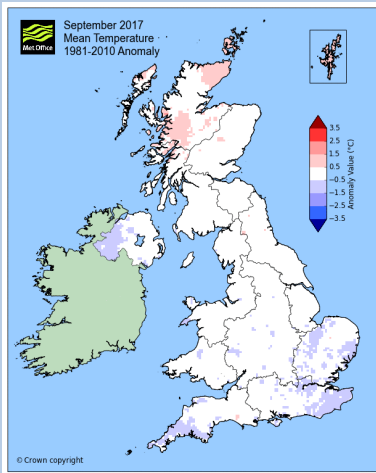 Met Office
September 2017
Mean Temperature
1981-2010 Anomaly
3.5
2.5
1.5
0.5
−0.5
−1.5
−2.5
−3.5
Anomaly Value (°C)
© Crown copyright